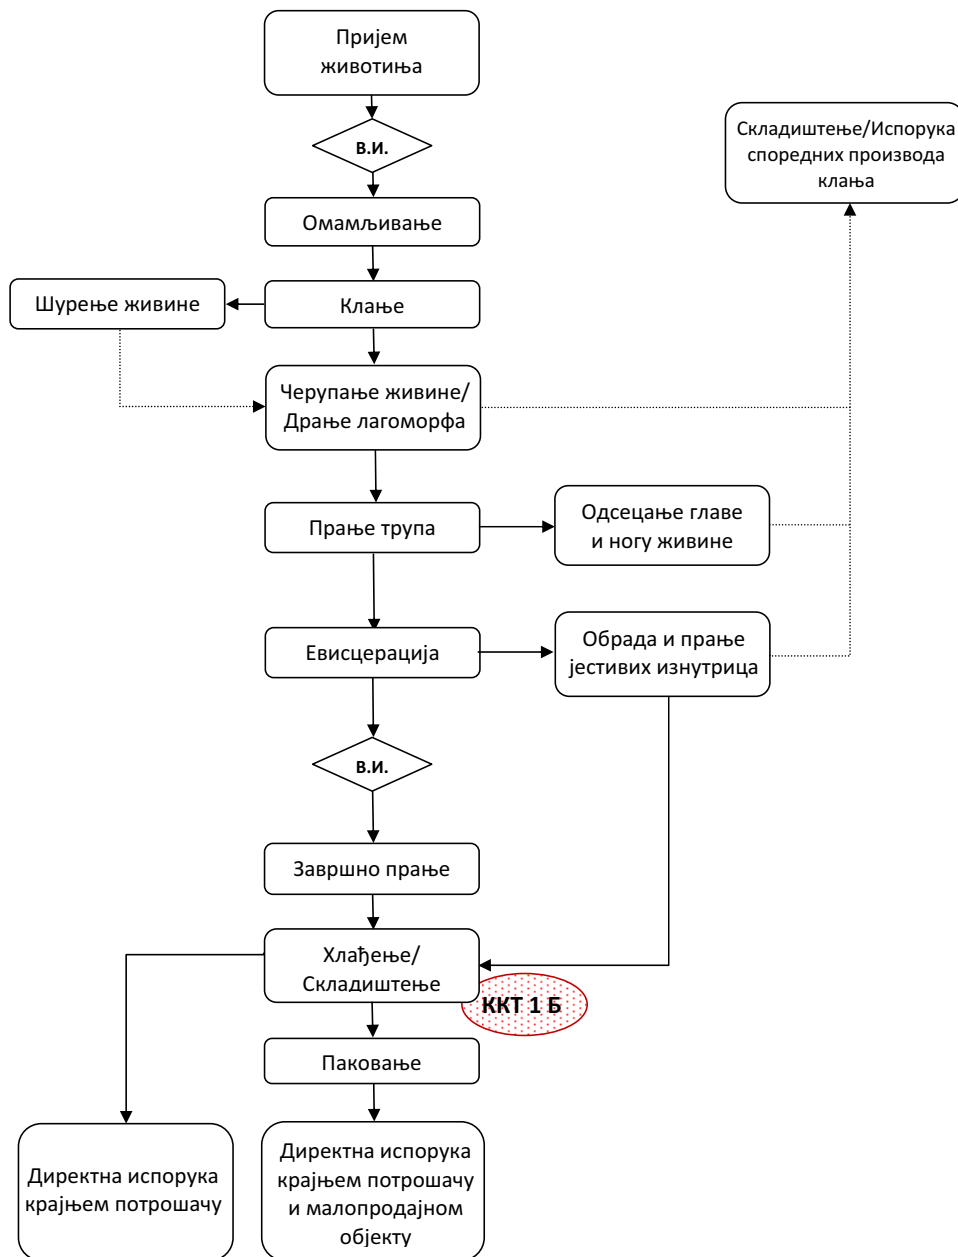 Пријем
животиња
В.И.
Складиштење/Испорука
споредних производа
клања
Омамљивање
Шурење живине
Клање
Черупање живине/
Драње лагоморфа
Прање трупа
Одсецање главе
и ногу живине
Евисцерација
Обрада и прање
јестивих изнутрица
В.И.
Завршно прање
Хлађење/
Складиштење
ККТ 1 Б
Паковање
Директна испорука
крајњем потрошачу
Директна испорука
крајњем потрошачу
и малопродајном
објекту